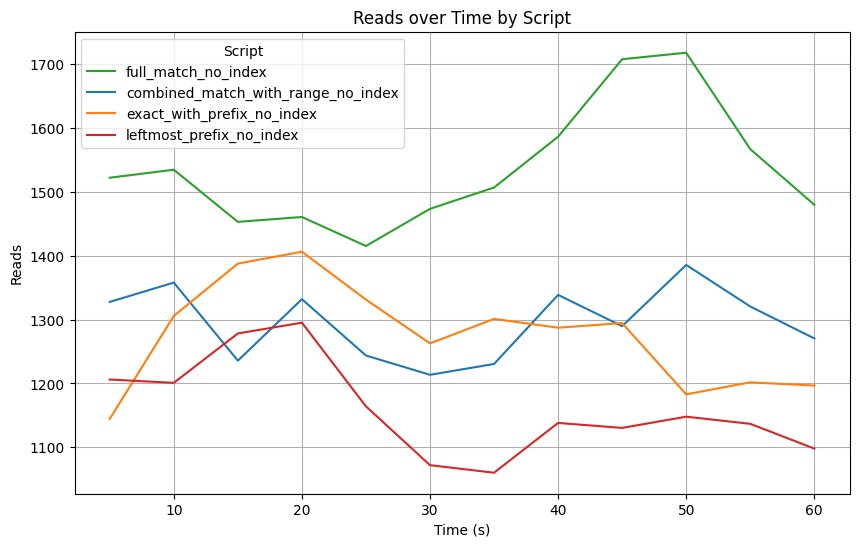 Reads over Time by Script
Script
full_match_no_index
combined_match_with_range_no_index
exact_with_prefix_no_index
leftmost_prefix_no_index
Reads
1700
1600
1500
1400
1300
1200
1100
10 20 30 40 50 60
Time (s)